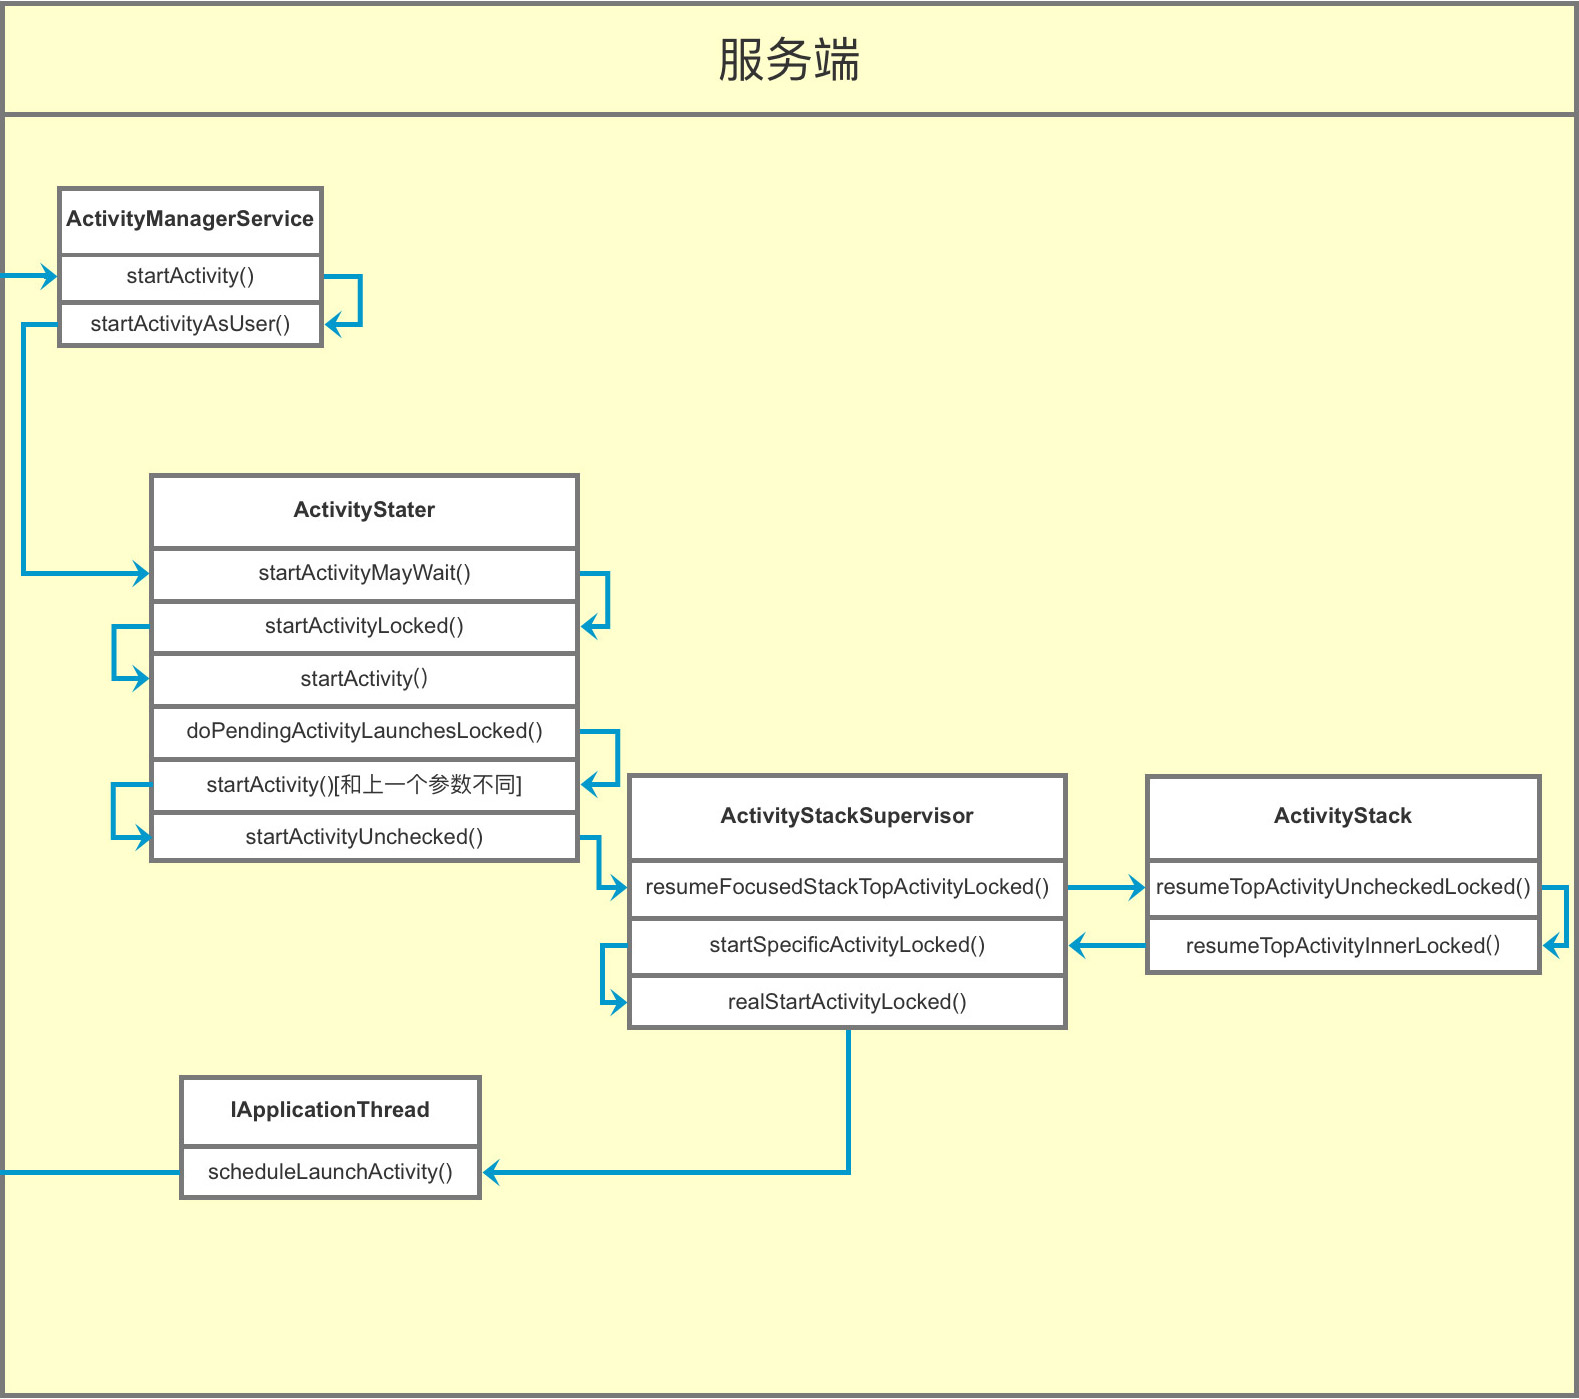 服务端
ActivityManagerService
startActivity()
startActivityAsUser()
ActivityStater
startActivityMayWait()
startActivityLocked()
startActivity()
doPendingActivityLaunchesLocked()
startActivity()[和上一个参数不同]
startActivityUnchecked()
ActivityStackSupervisor
resumeFocusedStackTopActivityLocked()
startSpecificActivityLocked()
realStartActivityLocked()
ActivityStack
resumeTopActivityUncheckedLocked()
resumeTopActivityInnerLocked()
IApplicationThread
scheduleLaunchActivity()